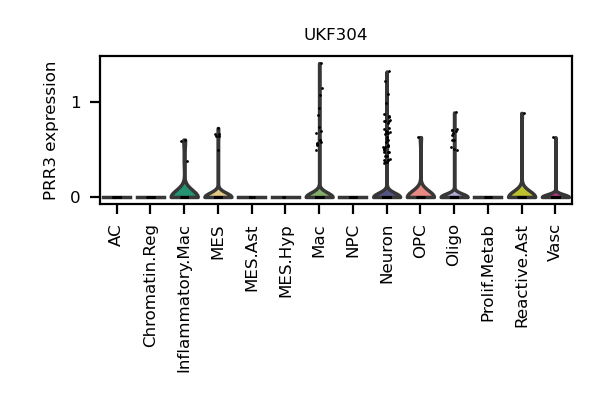 UKF304
PRR3 expression
1
0
AC
Chromatin.Reg
Inflammatory.Mac
MES
MES.Ast
MES.Hyp
Mac
NPC
Neuron
OPC
Oligo
Prolif.Metab
Reactive.Ast
Vasc